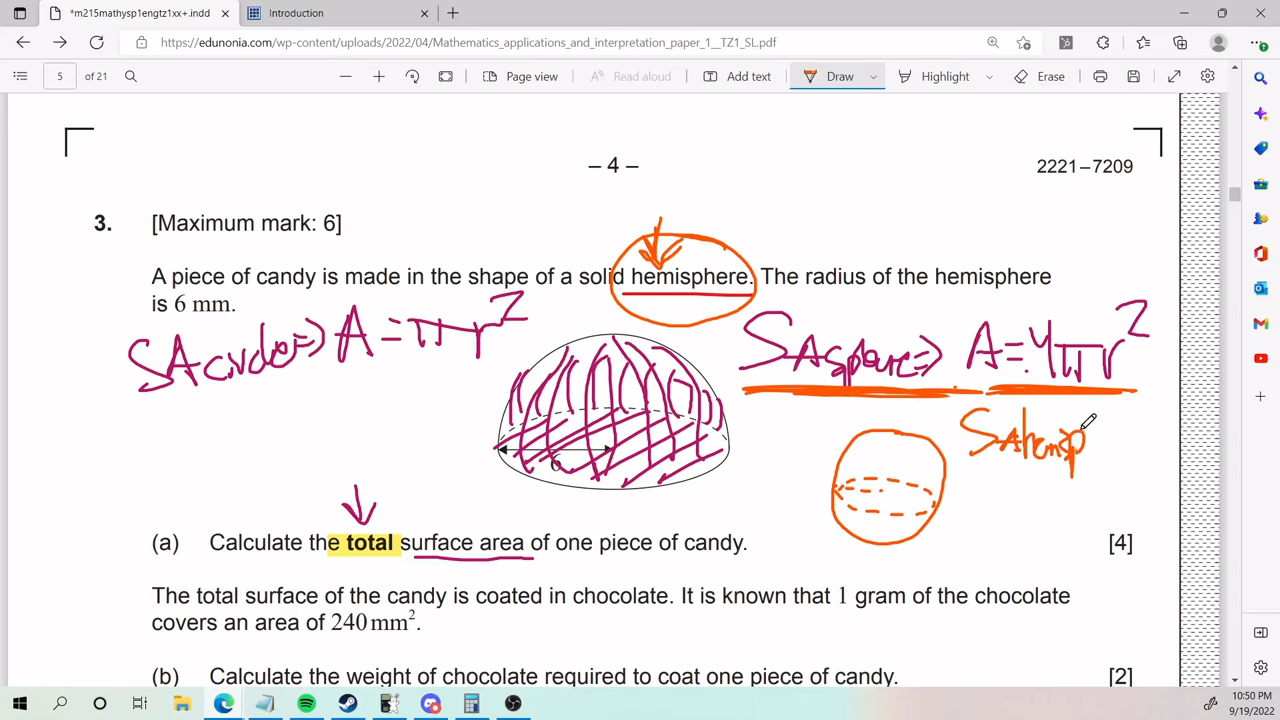 *m215mathysp1engtz1xx+.indd
Introduction
https://edunonia.com/wp-content/uploads/2022/04/Mathematics_applications_and_interpretation_paper_1__TZ1_SL.pdf
5 of 21
Page view
Read aloud
Add text
Draw
Highlight
Erase
– 4 –
2221–7209
3. [Maximum mark: 6]
A piece of candy is made in the shape of a solid hemisphere. The radius of the hemisphere
is 6 mm.
SAcircle => A = πr²
SAsphere => A = 4πr²
SAhemisp
6
(a) Calculate the total surface area of one piece of candy. [4]
The total surface of the candy is coated in chocolate. It is known that 1 gram of the chocolate
covers an area of 240 mm².
(b) Calculate the weight of chocolate required to coat one piece of candy. [2]
10:50 PM
9/19/2022